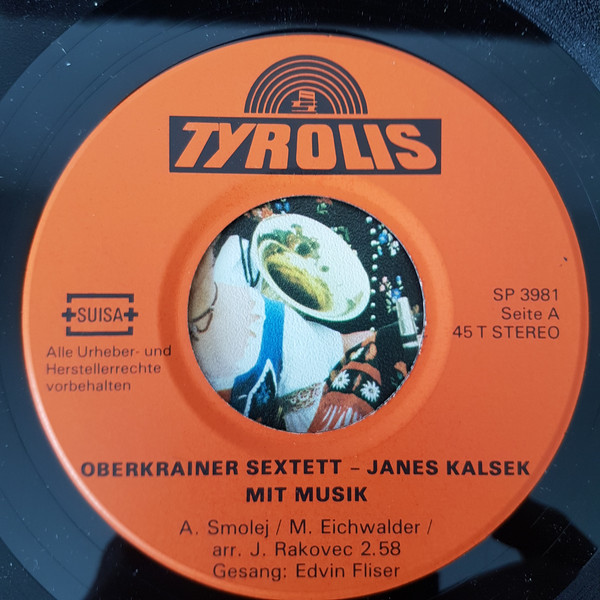 TYROLIS
SUISA
Alle Urheber- und
Herstellerrechte
vorbehalten
SP 3981
Seite A
45 T STEREO
OBERKRAINER SEXTETT – JANES KALSEK
MIT MUSIK
A. Smolej / M. Eichwalder /
arr. J. Rakovec 2.58
Gesang: Edvin Fliser